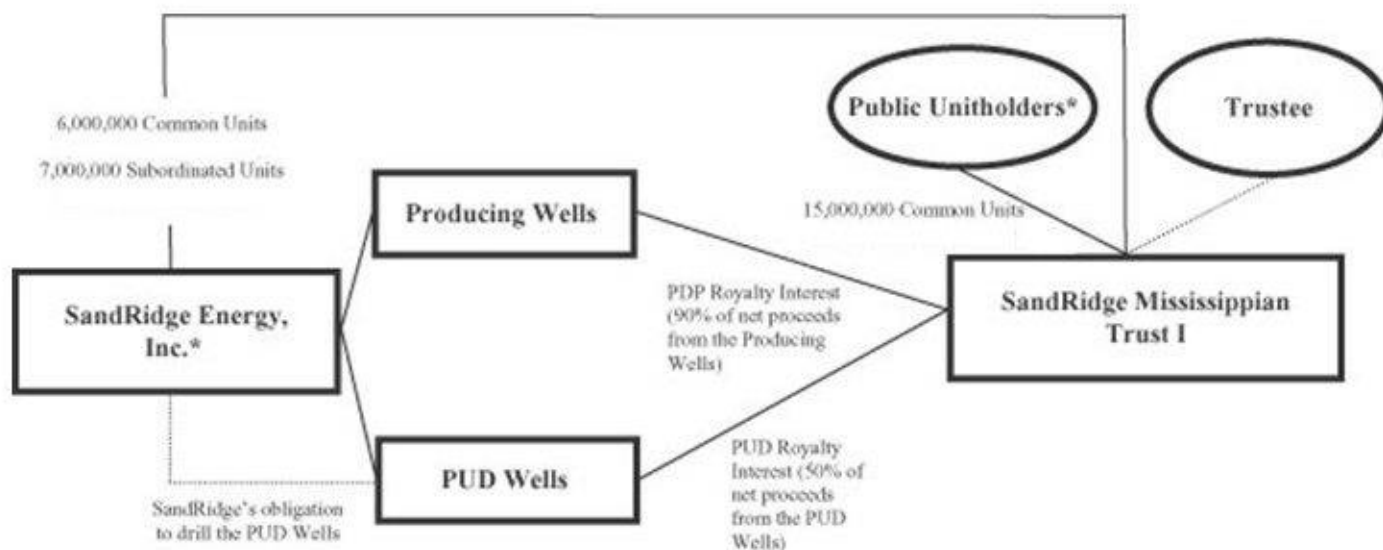 6,000,000 Common Units
7,000,000 Subordinated Units
Public Unitholders*
Trustee
Producing Wells
15,000,000 Common Units
SandRidge Energy,
Inc.*
PDP Royalty Interest
(90% of net proceeds
from the Producing
Wells)
SandRidge Mississippian
Trust I
PUD Wells
PUD Royalty
Interest (50% of
net proceeds
from the PUD
Wells)
SandRidge's obligation
to drill the PUD Wells